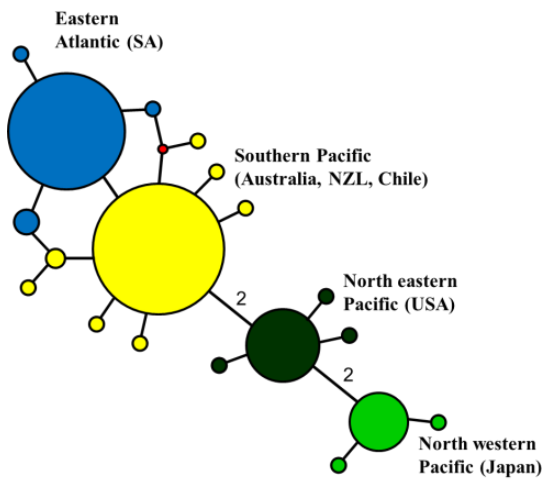 Eastern
Atlantic (SA)
Southern Pacific
(Australia, NZL, Chile)
2
North eastern
Pacific (USA)
2
North western
Pacific (Japan)